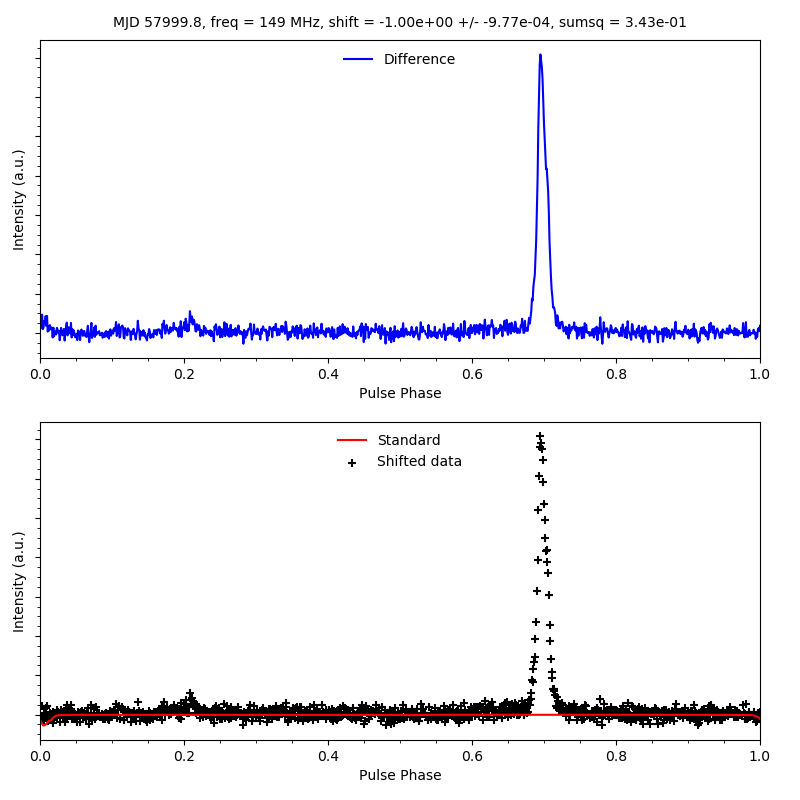 MJD 57999.8, freq = 149 MHz, shift = -1.00e+00 +/- -9.77e-04, sumsq = 3.43e-01
Difference
Intensity (a.u.)
0.0 0.2 0.4 0.6 0.8 1.0
Pulse Phase
Standard
Shifted data
Intensity (a.u.)
0.0 0.2 0.4 0.6 0.8 1.0
Pulse Phase